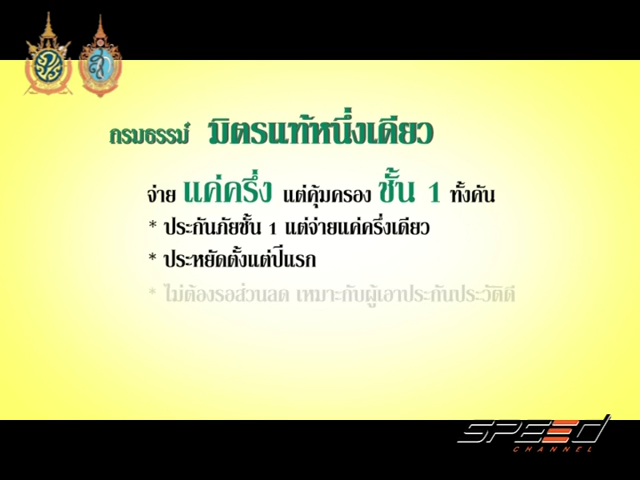 กรมธรรม์ มิตรแท้หนึ่งเดียว
จ่าย แค่ครึ่ง แต่คุ้มครอง ชั้น 1 ทั้งคัน
* ประกันภัยชั้น 1 แต่จ่ายแค่ครึ่งเดียว
* ประหยัดตั้งแต่ปีแรก
* ไม่ต้องรอส่วนลด เหมาะกับผู้เอาประกันประวัติดี
SPEED
CHANNEL